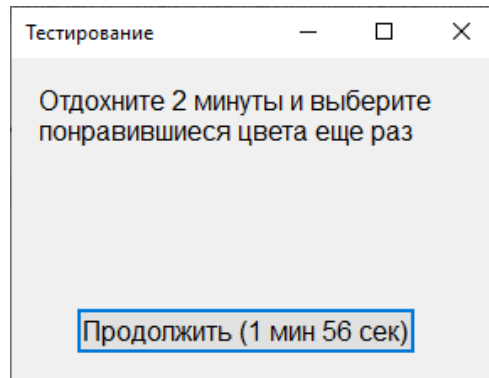 Тестирование
Отдохните 2 минуты и выберите
понравившиеся цвета еще раз
Продолжить (1 мин 56 сек)